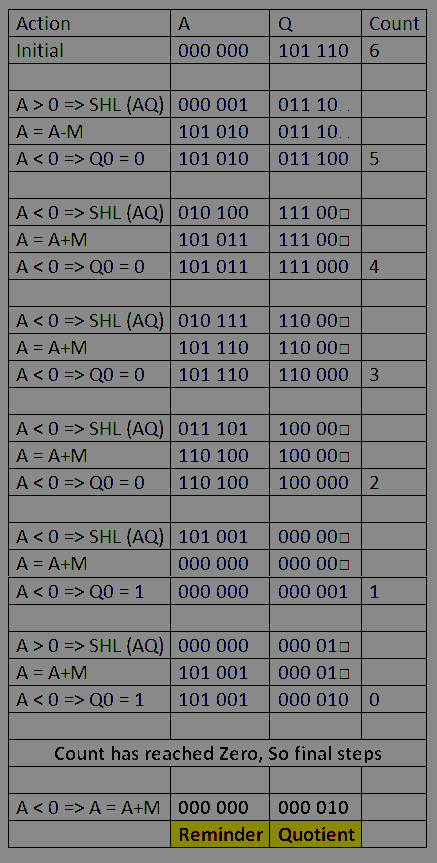 Action A Q Count
Initial 000 000 101 110 6
A > 0 => SHL (AQ) 000 001 011 10..
A = A-M 101 010 011 10..
A < 0 => Q0 = 0 101 010 011 100 5
A < 0 => SHL (AQ) 010 100 111 00□
A = A+M 101 011 111 00□
A < 0 => Q0 = 0 101 011 111 000 4
A < 0 => SHL (AQ) 010 111 110 00□
A = A+M 101 110 110 00□
A < 0 => Q0 = 0 101 110 110 000 3
A < 0 => SHL (AQ) 011 101 100 00□
A = A+M 110 100 100 00□
A < 0 => Q0 = 0 110 100 100 000 2
A < 0 => SHL (AQ) 101 001 000 00□
A = A+M 000 000 000 00□
A < 0 => Q0 = 1 000 000 000 001 1
A > 0 => SHL (AQ) 000 000 000 01□
A = A+M 101 001 000 01□
A < 0 => Q0 = 1 101 001 000 010 0
Count has reached Zero, So final steps
A < 0 => A = A+M 000 000 000 010
Reminder Quotient